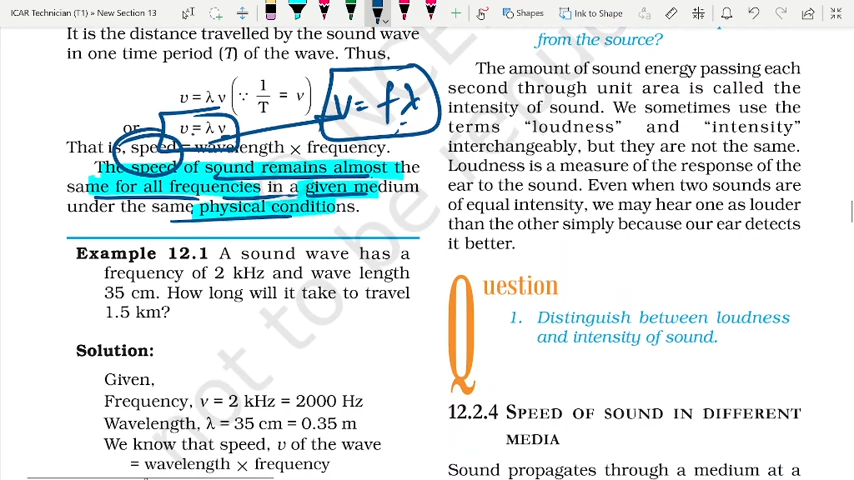 ICAR Technician (T1) » New Section 13
Shapes
Ink to Shape
It is the distance travelled by the sound wave
in one time period (T) of the wave. Thus,
υ = λ ν (∵ 1/T = ν)
or υ = λ ν
V = f λ
That is, speed = wavelength × frequency.
The speed of sound remains almost the
same for all frequencies in a given medium
under the same physical conditions.
Example 12.1 A sound wave has a
frequency of 2 kHz and wave length
35 cm. How long will it take to travel
1.5 km?
Solution:
Given,
Frequency, ν = 2 kHz = 2000 Hz
Wavelength, λ = 35 cm = 0.35 m
We know that speed, υ of the wave
= wavelength × frequency
from the source?
The amount of sound energy passing each
second through unit area is called the
intensity of sound. We sometimes use the
terms “loudness” and “intensity”
interchangeably, but they are not the same.
Loudness is a measure of the response of the
ear to the sound. Even when two sounds are
of equal intensity, we may hear one as louder
than the other simply because our ear detects
it better.
Question
1. Distinguish between loudness
and intensity of sound.
12.2.4 SPEED OF SOUND IN DIFFERENT
MEDIA
Sound propagates through a medium at a
not to be repu